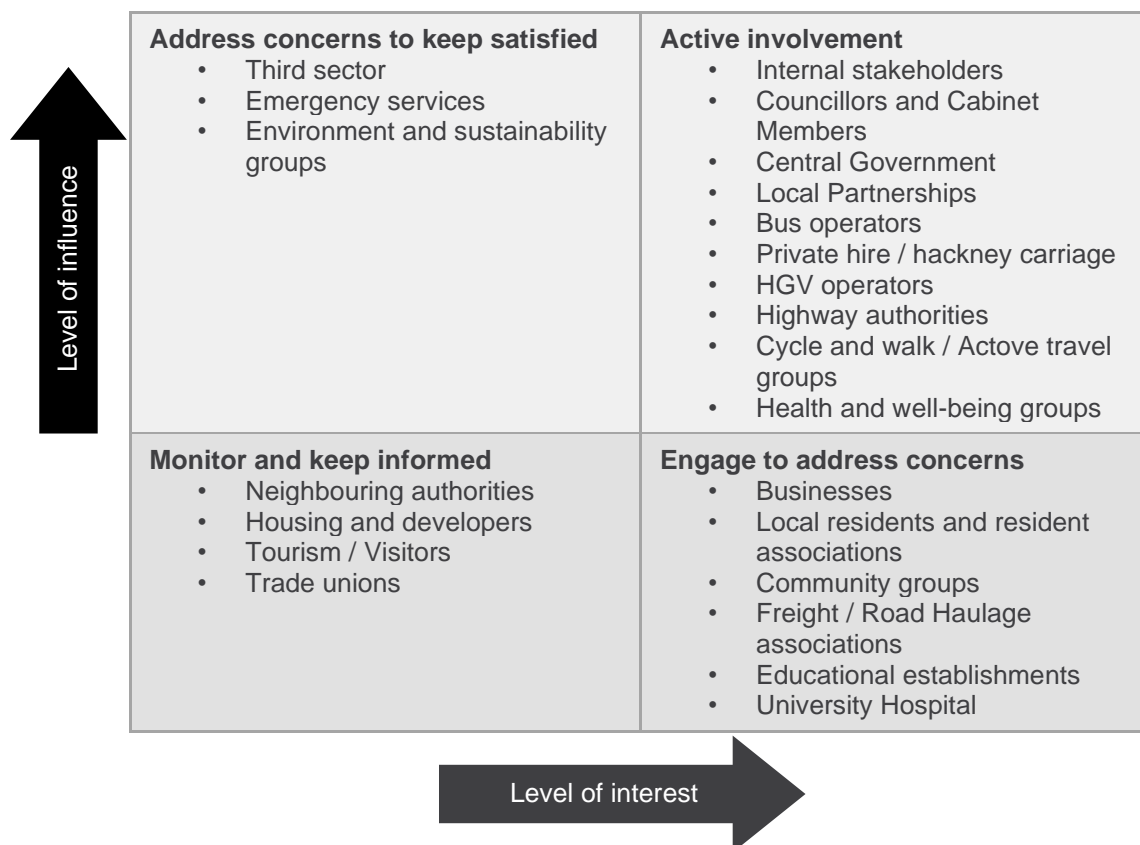 Address concerns to keep satisfied
• Third sector
• Emergency services
• Environment and sustainability
groups
Active involvement
• Internal stakeholders
• Councillors and Cabinet
Members
• Central Government
• Local Partnerships
• Bus operators
• Private hire / hackney carriage
• HGV operators
• Highway authorities
• Cycle and walk / Actove travel
groups
• Health and well-being groups
Level of influence
Monitor and keep informed
• Neighbouring authorities
• Housing and developers
• Tourism / Visitors
• Trade unions
Engage to address concerns
• Businesses
• Local residents and resident
associations
• Community groups
• Freight / Road Haulage
associations
• Educational establishments
• University Hospital
Level of interest